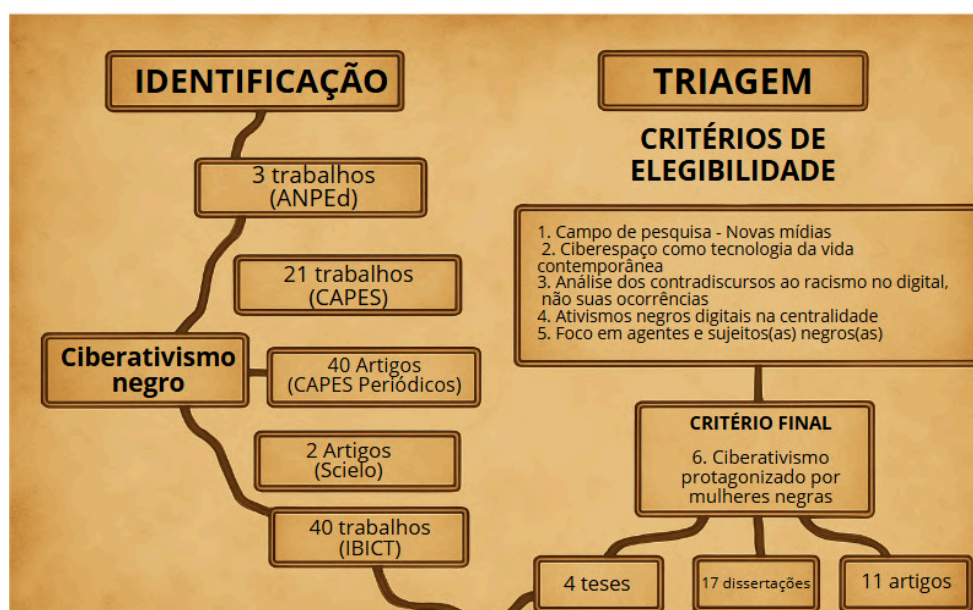 IDENTIFICAÇÃO
3 trabalhos
(ANPEd)
21 trabalhos
(CAPES)
Ciberativismo
negro
40 Artigos
(CAPES Periódicos)
2 Artigos
(Scielo)
40 trabalhos
(IBICT)
TRIAGEM
CRITÉRIOS DE
ELEGIBILIDADE
1. Campo de pesquisa - Novas mídias
2. Ciberespaço como tecnologia da vida
contemporânea
3. Análise dos contradiscursos ao racismo no digital,
não suas ocorrências
4. Ativismos negros digitais na centralidade
5. Foco em agentes e sujeitos(as) negros(as)
CRITÉRIO FINAL
6. Ciberativismo
protagonizado por
mulheres negras
4 teses
17 dissertações
11 artigos